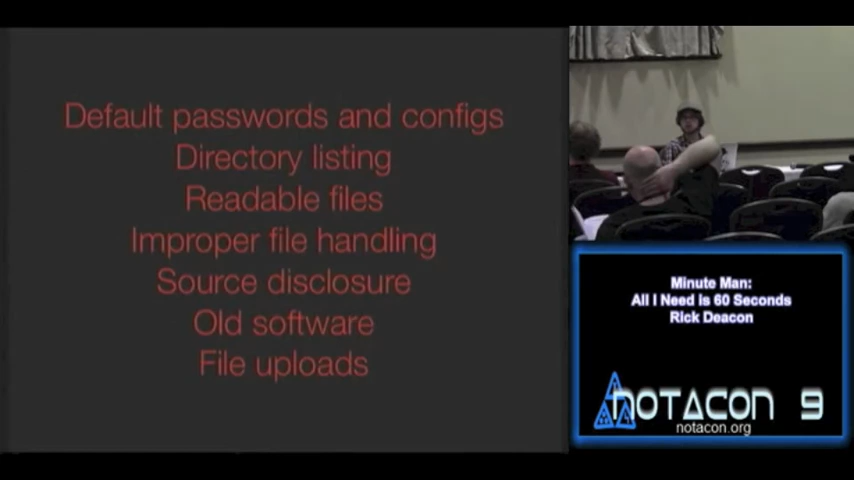 Default passwords and configs
Directory listing
Readable files
Improper file handling
Source disclosure
Old software
File uploads
Minute Man:
All I Need is 60 Seconds
Rick Deacon
NOTACON 9
notacon.org